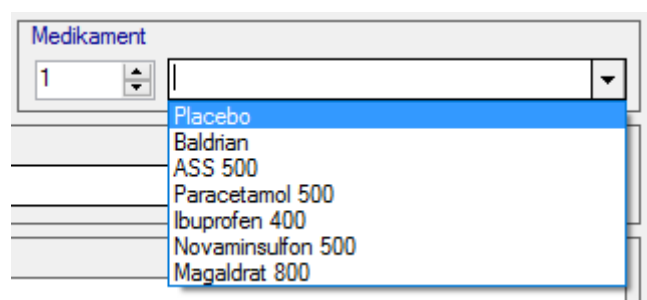 Medikament
1
Placebo
Baldrian
ASS 500
Paracetamol 500
Ibuprofen 400
Novaminsulfon 500
Magaldrat 800